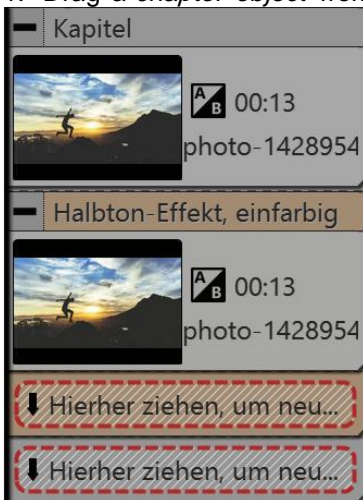 Kapitel
A B 00:13
photo-1428954
Halbton-Effekt, einfarbig
A B 00:13
photo-1428954
Hierher ziehen, um neu...
Hierher ziehen, um neu...